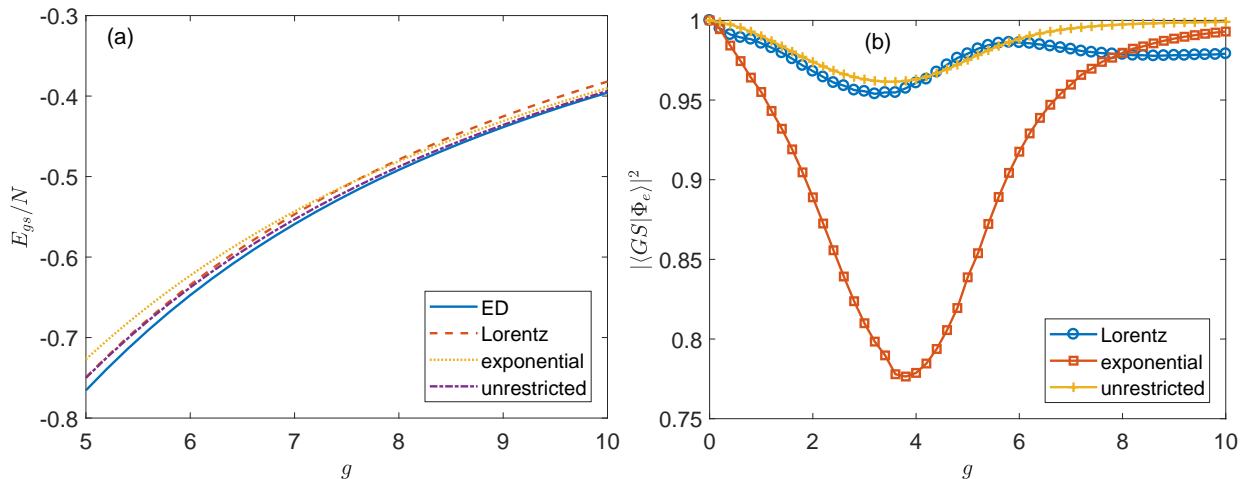 (a)
-0.3
-0.4
-0.5
-0.6
-0.7
-0.8
E_{gs}/N
5 6 7 8 9 10
g
ED
Lorentz
exponential
unrestricted
(b)
1
0.95
0.9
0.85
0.8
0.75
|⟨GS|Φ_e⟩|^2
0 2 4 6 8 10
g
Lorentz
exponential
unrestricted